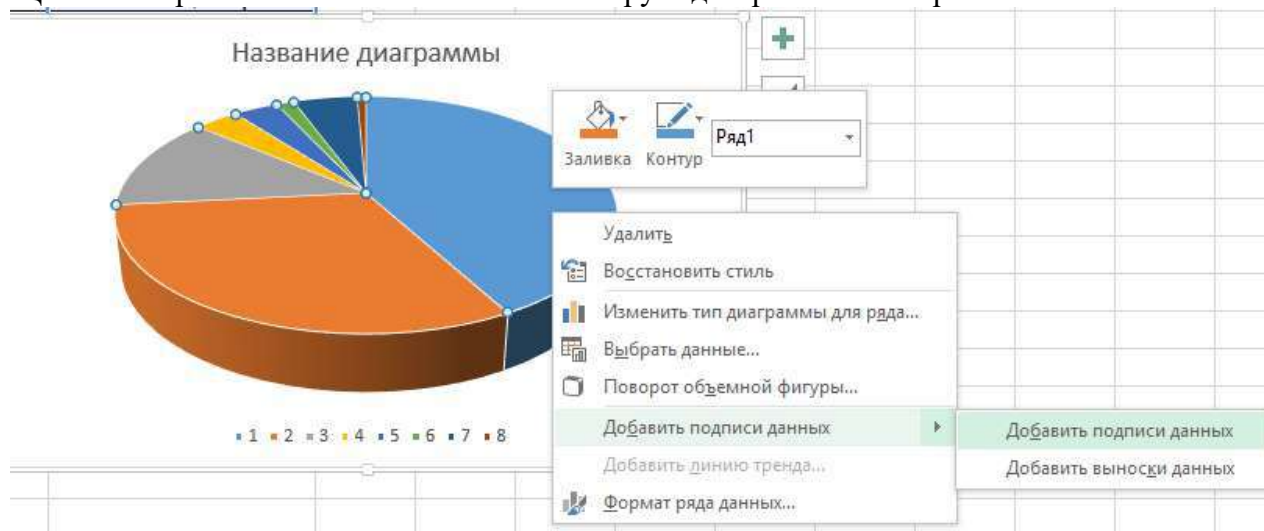 Название диаграммы
Ряд1
Заливка Контур
Удалить
Восстановить стиль
Изменить тип диаграммы для ряда...
Выбрать данные...
Поворот объемной фигуры...
Добавить подписи данных
Добавить подписи данных
Добавить линию тренда...
Добавить выноски данных
Формат ряда данных...
1 2 3 4 5 6 7 8